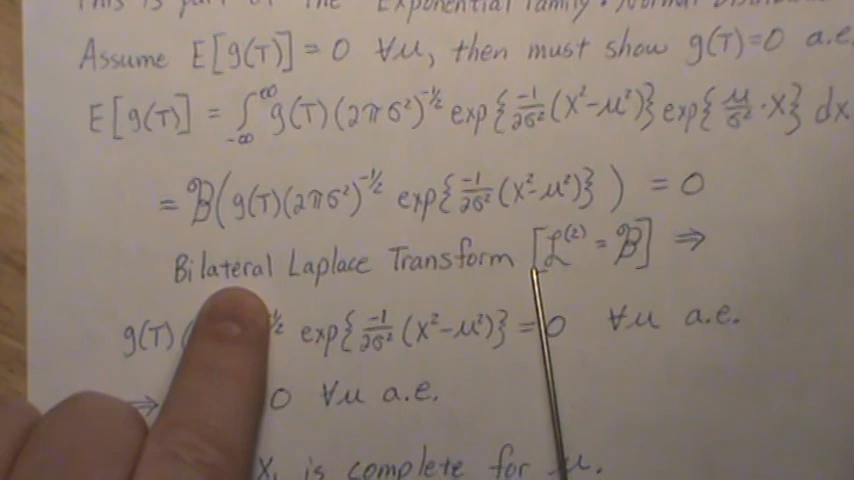 This is part of the Exponential family. Normal
Assume E[g(T)] = 0 ∀μ, then must show g(T)=0 a.e.
E[g(T)] = ∫_{-∞}^{∞} g(T)(2πσ²)^{-1/2} exp{-1/2σ² (X²-μ²)} exp{μ/σ² · X} dx
= ℬ(g(T)(2πσ²)^{-1/2} exp{-1/2σ² (X²-μ²)}) = 0
Bilateral Laplace Transform [ℒ^{(2)} = ℬ] ⇒
g(T)( exp{-1/2σ² (X²-μ²)} = 0 ∀μ a.e.
⇒ 0 ∀μ a.e.
X, is complete for μ.